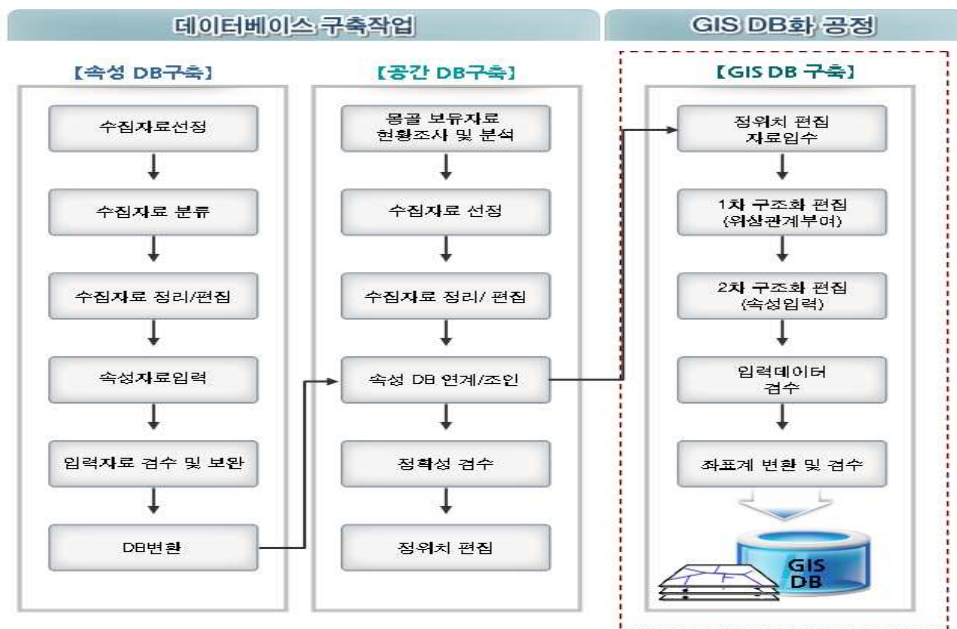 데이터베이스 구축작업
GIS DB화 공정
【속성 DB구축】
수집자료선정
수집자료 분류
수집자료 정리/편집
속성자료입력
입력자료 검수 및 보완
DB변환
【공간 DB구축】
몽골 보유자료
현황조사 및 분석
수집자료 선정
수집자료 정리/ 편집
속성 DB 연계/조인
정확성 검수
정위치 편집
【GIS DB 구축】
정위치 편집
자료입수
1차 구조화 편집
(위상관계부여)
2차 구조화 편집
(속성입력)
입력데이터
검수
좌표계 변환 및 검수
GIS
DB